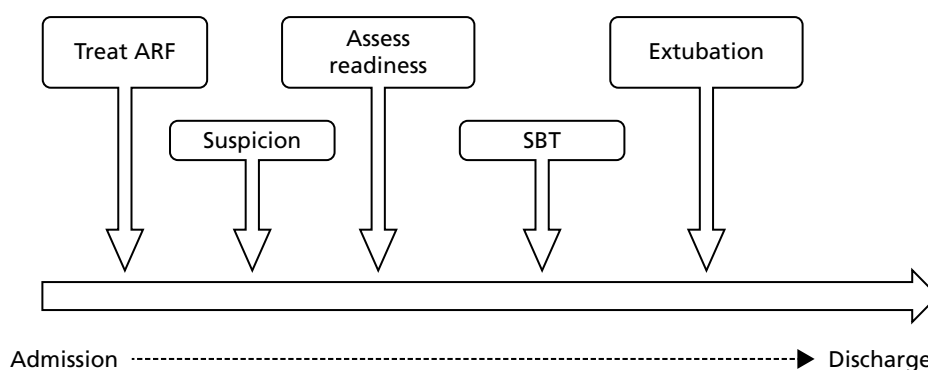 Treat ARF
Assess
readiness
Extubation
Suspicion
SBT
Admission
Discharge